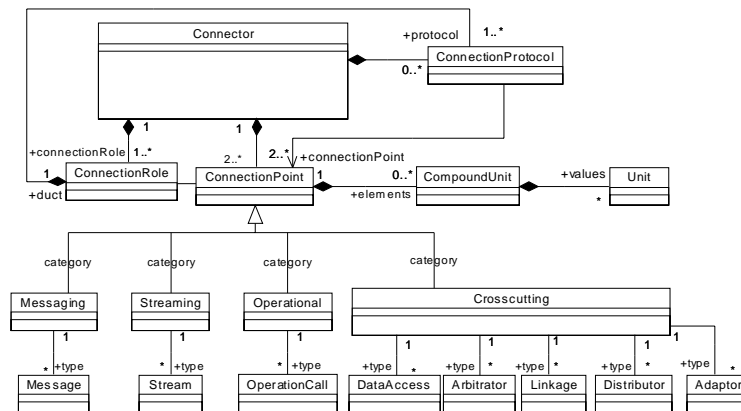 Connector
+protocol
1..*
0..*
ConnectionProtocol
1
1
+connectionRole
1..*
2..*
2..*
+connectionPoint
1
ConnectionRole
+duct
ConnectionPoint
1
0..*
+elements
CompoundUnit
+values
*
Unit
category
category
category
category
Messaging
Streaming
Operational
Crosscutting
1
1
1
1
1
1
1
1
*
+type
*
+type
*
+type
+type
*
+type
*
+type
*
+type
*
+type
*
Message
Stream
OperationCall
DataAccess
Arbitrator
Linkage
Distributor
Adaptor